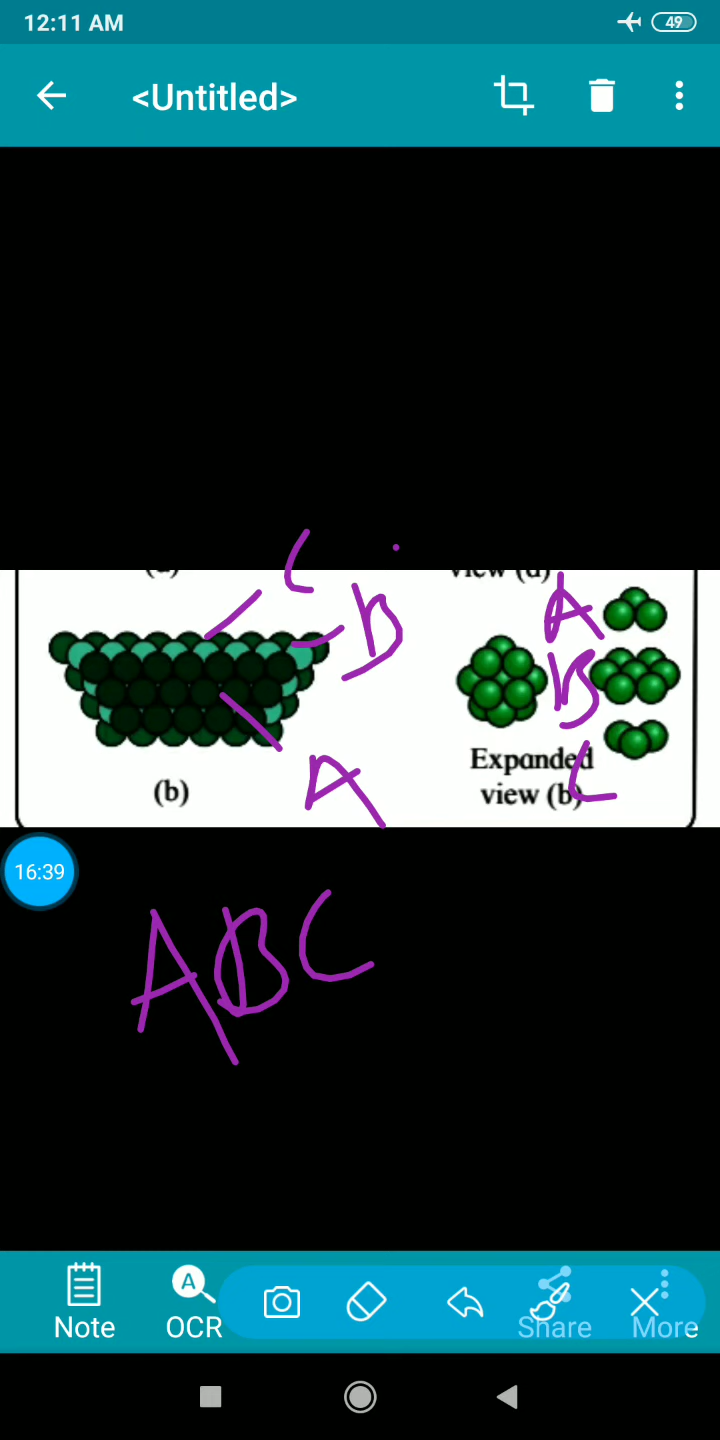 12:11 AM
49
<Untitled>
C
B
A
A
B
C
(b)
Expanded
view (b)
16:39
ABC
Note
OCR
A
Share
More